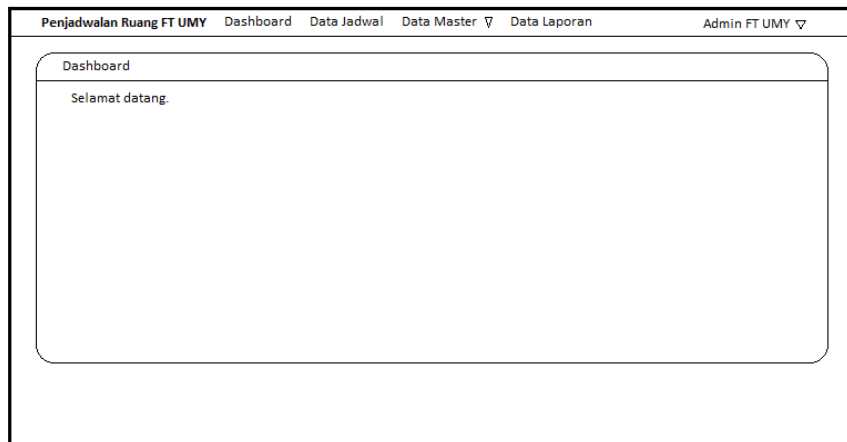 Penjadwalan Ruang FT UMY Dashboard Data Jadwal Data Master Data Laporan Admin FT UMY
Dashboard
Selamat datang.